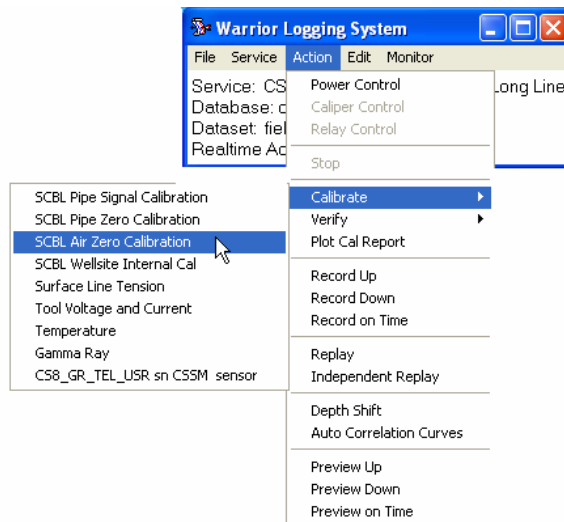 Warrior Logging System
File Service Action Edit Monitor
Service: CS
Long Line
Database:
Dataset: fiel
Realtime Ac
Power Control
Caliper Control
Relay Control
Stop
Calibrate
Verify
Plot Cal Report
Record Up
Record Down
Record on Time
Replay
Independent Replay
Depth Shift
Auto Correlation Curves
Preview Up
Preview Down
Preview on Time
SCBL Pipe Signal Calibration
SCBL Pipe Zero Calibration
SCBL Air Zero Calibration
SCBL Wellsite Internal Cal
Surface Line Tension
Tool Voltage and Current
Temperature
Gamma Ray
CS8_GR_TEL_USR sn CSSM sensor